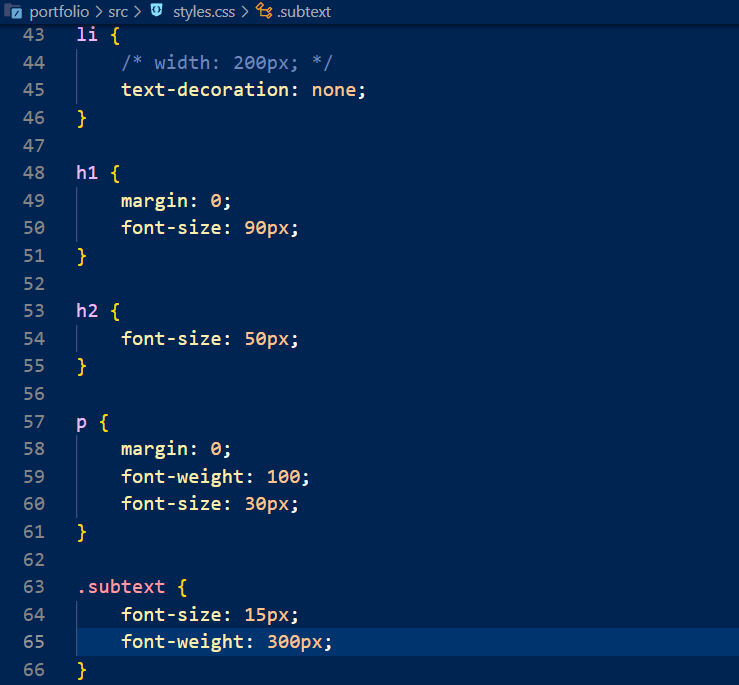 portfolio > src > styles.css > .subtext
43 li {
44 /* width: 200px; */
45 text-decoration: none;
46 }
47
48 h1 {
49 margin: 0;
50 font-size: 90px;
51 }
52
53 h2 {
54 font-size: 50px;
55 }
56
57 p {
58 margin: 0;
59 font-weight: 100;
60 font-size: 30px;
61 }
62
63 .subtext {
64 font-size: 15px;
65 font-weight: 300px;
66 }